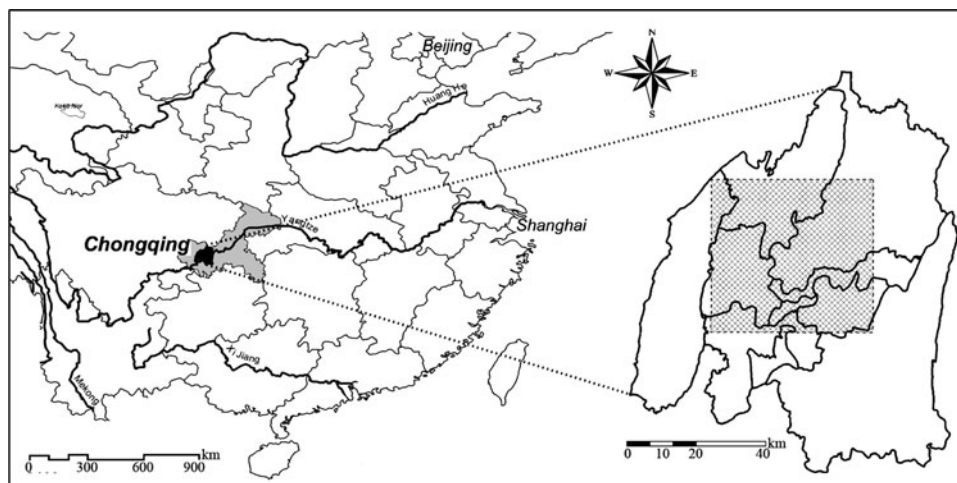 Beijing
N
W E
S
Huang He
Yangtze
Shanghai
Chongqing
Xi Jiang
Mekong
km
0 300 600 900
km
0 10 20 40